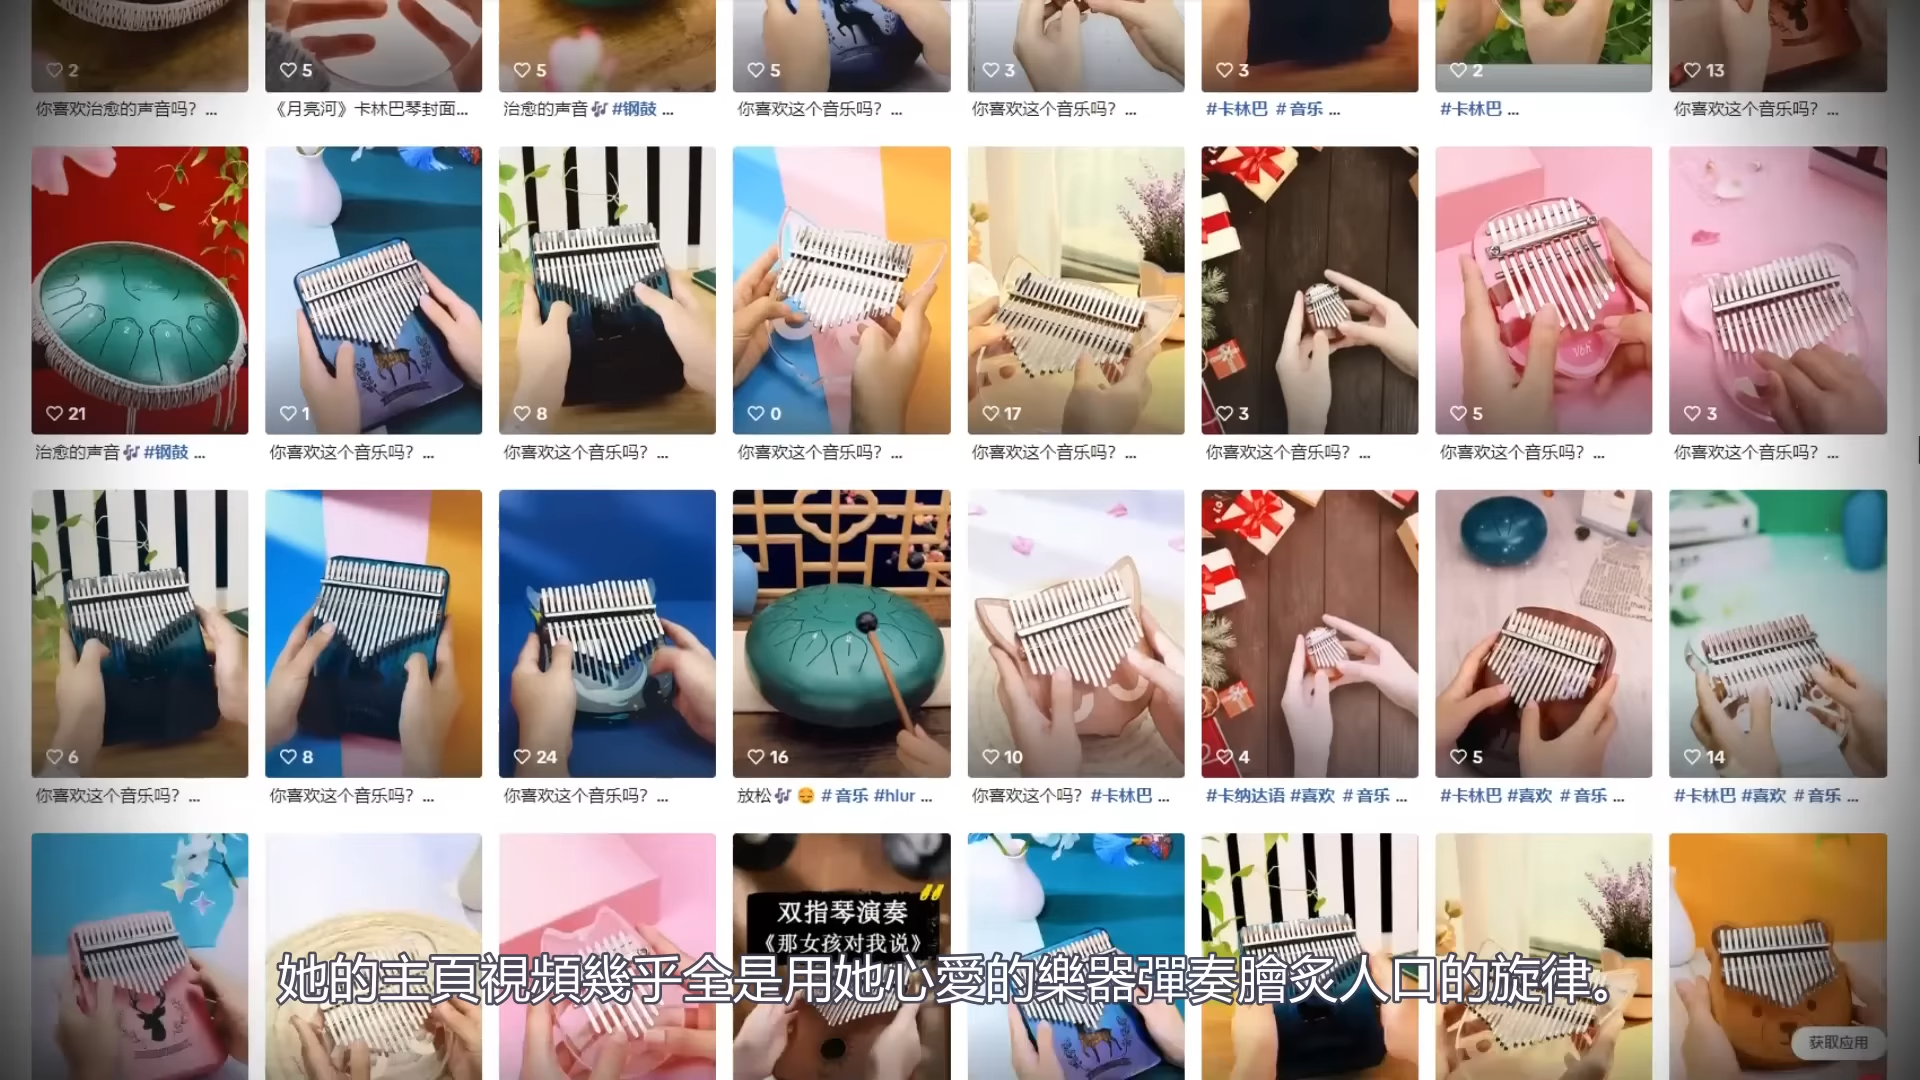 2
5
5
5
3
3
2
13
你喜欢治愈的声音吗？...
《月亮河》卡林巴琴封面...
治愈的声音🎶 #钢鼓 ...
你喜欢这个音乐吗？ ...
你喜欢这个音乐吗？ ...
#卡林巴 #音乐 ...
#卡林巴 ...
你喜欢这个音乐吗？ ...
21
1
8
0
17
3
5
3
治愈的声音🎶 #钢鼓 ...
你喜欢这个音乐吗？ ...
你喜欢这个音乐吗？ ...
你喜欢这个音乐吗？ ...
你喜欢这个音乐吗？ ...
你喜欢这个音乐吗？ ...
你喜欢这个音乐吗？ ...
你喜欢这个音乐吗？ ...
6
8
24
16
10
4
5
14
你喜欢这个音乐吗？ ...
你喜欢这个音乐吗？ ...
你喜欢这个音乐吗？ ...
放松🎶 😌 #音乐 #hlur ...
你喜欢这个吗？ #卡林巴 ...
#卡纳达语 #喜欢 #音乐 ...
#卡林巴 #喜欢 #音乐 ...
#卡林巴 #喜欢 #音乐 ...
双指琴演奏
《那女孩对我说》
她的主頁視頻幾乎全是用她心愛的樂器彈奏膾炙人口的旋律。
获取应用